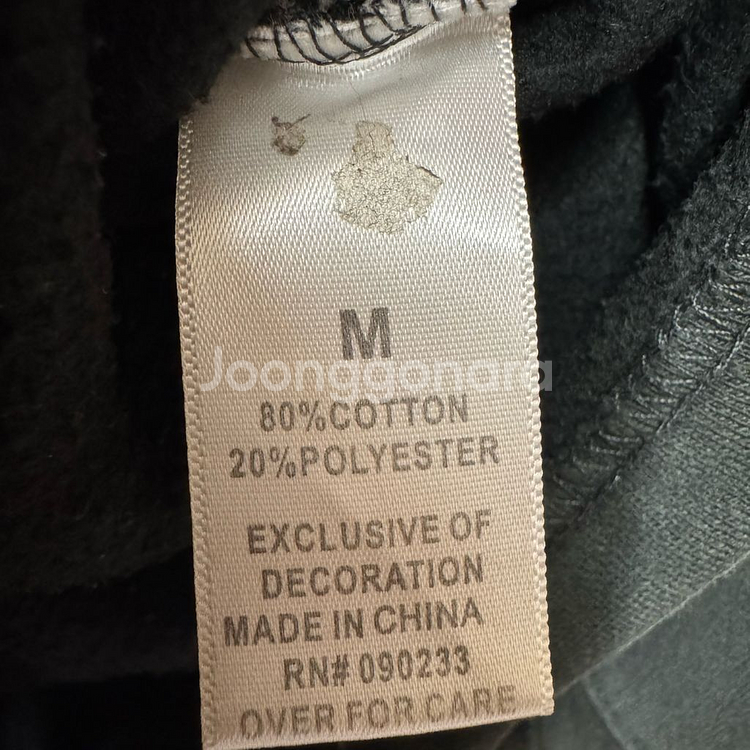 M
Joonggonara
80%COTTON
20%POLYESTER
EXCLUSIVE OF
DECORATION
MADE IN CHINA
RN# 090233
OVER FOR CARE